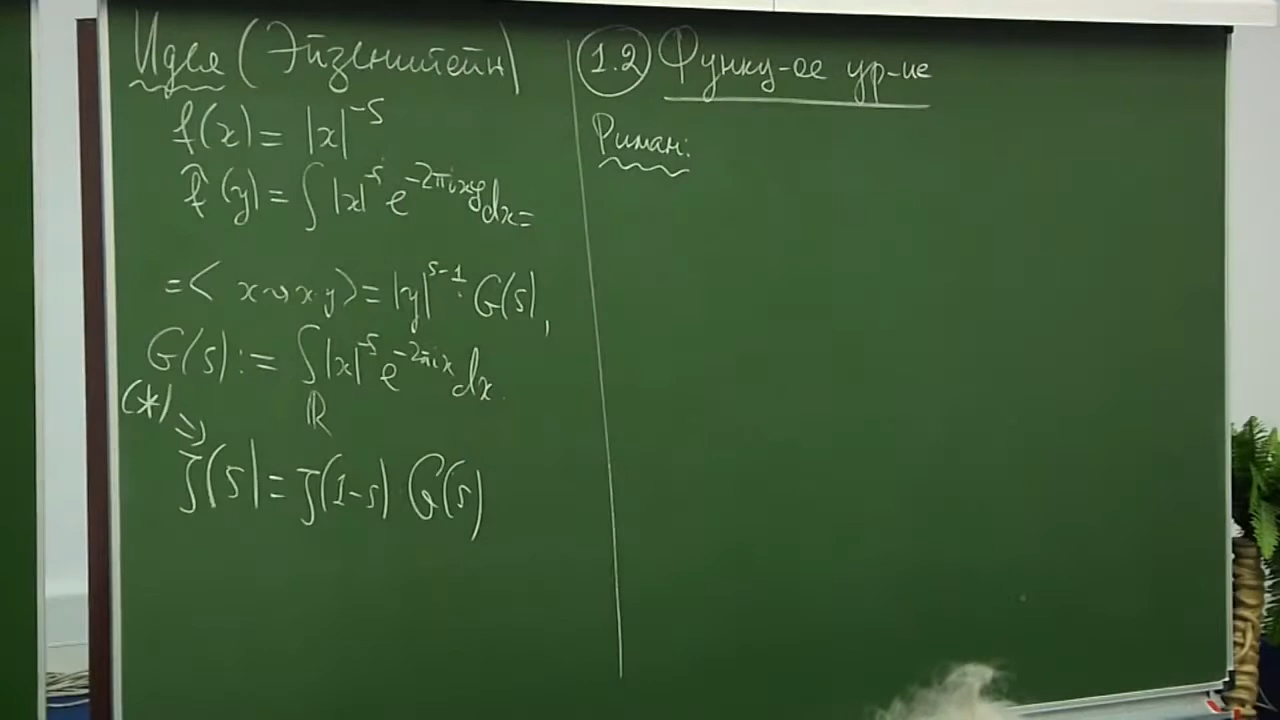 Идея (Эйзенштейн)
f(x) = |x|^{-s}
f̂(y) = ∫ |x|^{-s} e^{-2πixy} dx =
= < x ↝ x·y > = |y|^{s-1} · G(s),
G(s) := ∫_ℝ |x|^{-s} e^{-2πix} dx.
(*) ⇒
ζ(s) = ζ(1-s) G(s)
1.2 Функц-ое ур-ие
Риман: